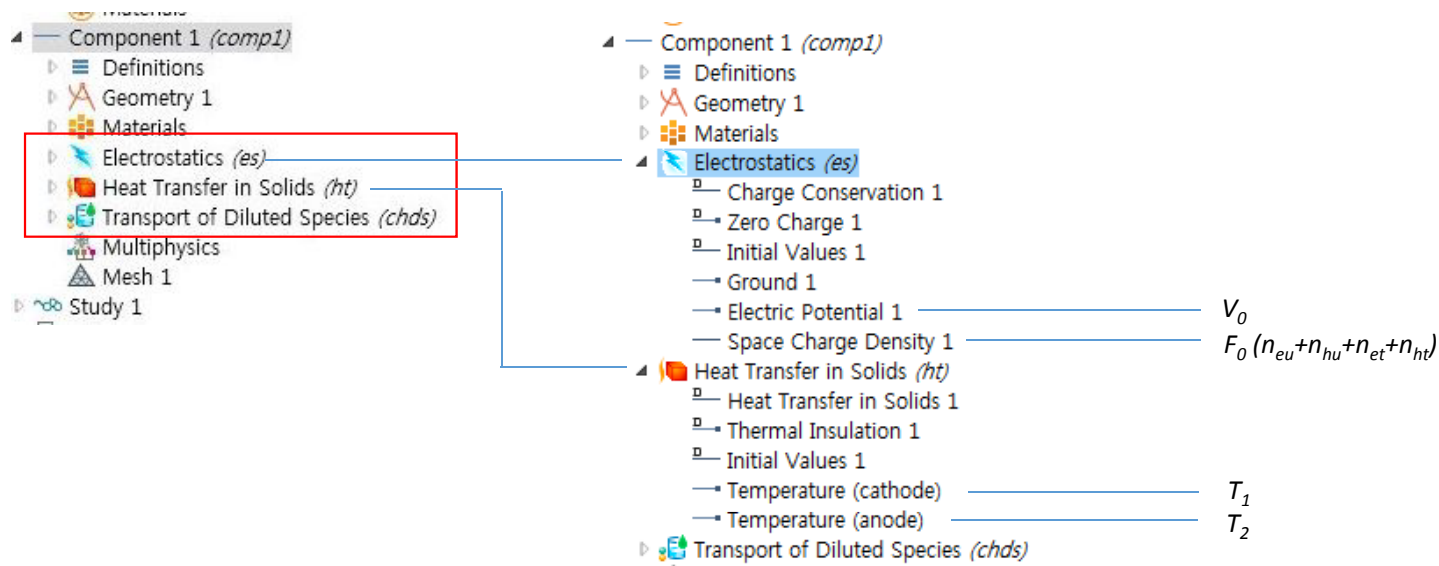 Materials
Component 1 (comp1)
Definitions
Geometry 1
Materials
Electrostatics (es)
Heat Transfer in Solids (ht)
Transport of Diluted Species (chds)
Multiphysics
Mesh 1
Study 1
Component 1 (comp1)
Definitions
Geometry 1
Materials
Electrostatics (es)
D Charge Conservation 1
D Zero Charge 1
D Initial Values 1
Ground 1
Electric Potential 1 V0
Space Charge Density 1 F0 (neu+nhu+net+nht)
Heat Transfer in Solids (ht)
D Heat Transfer in Solids 1
D Thermal Insulation 1
D Initial Values 1
Temperature (cathode) T1
Temperature (anode) T2
Transport of Diluted Species (chds)